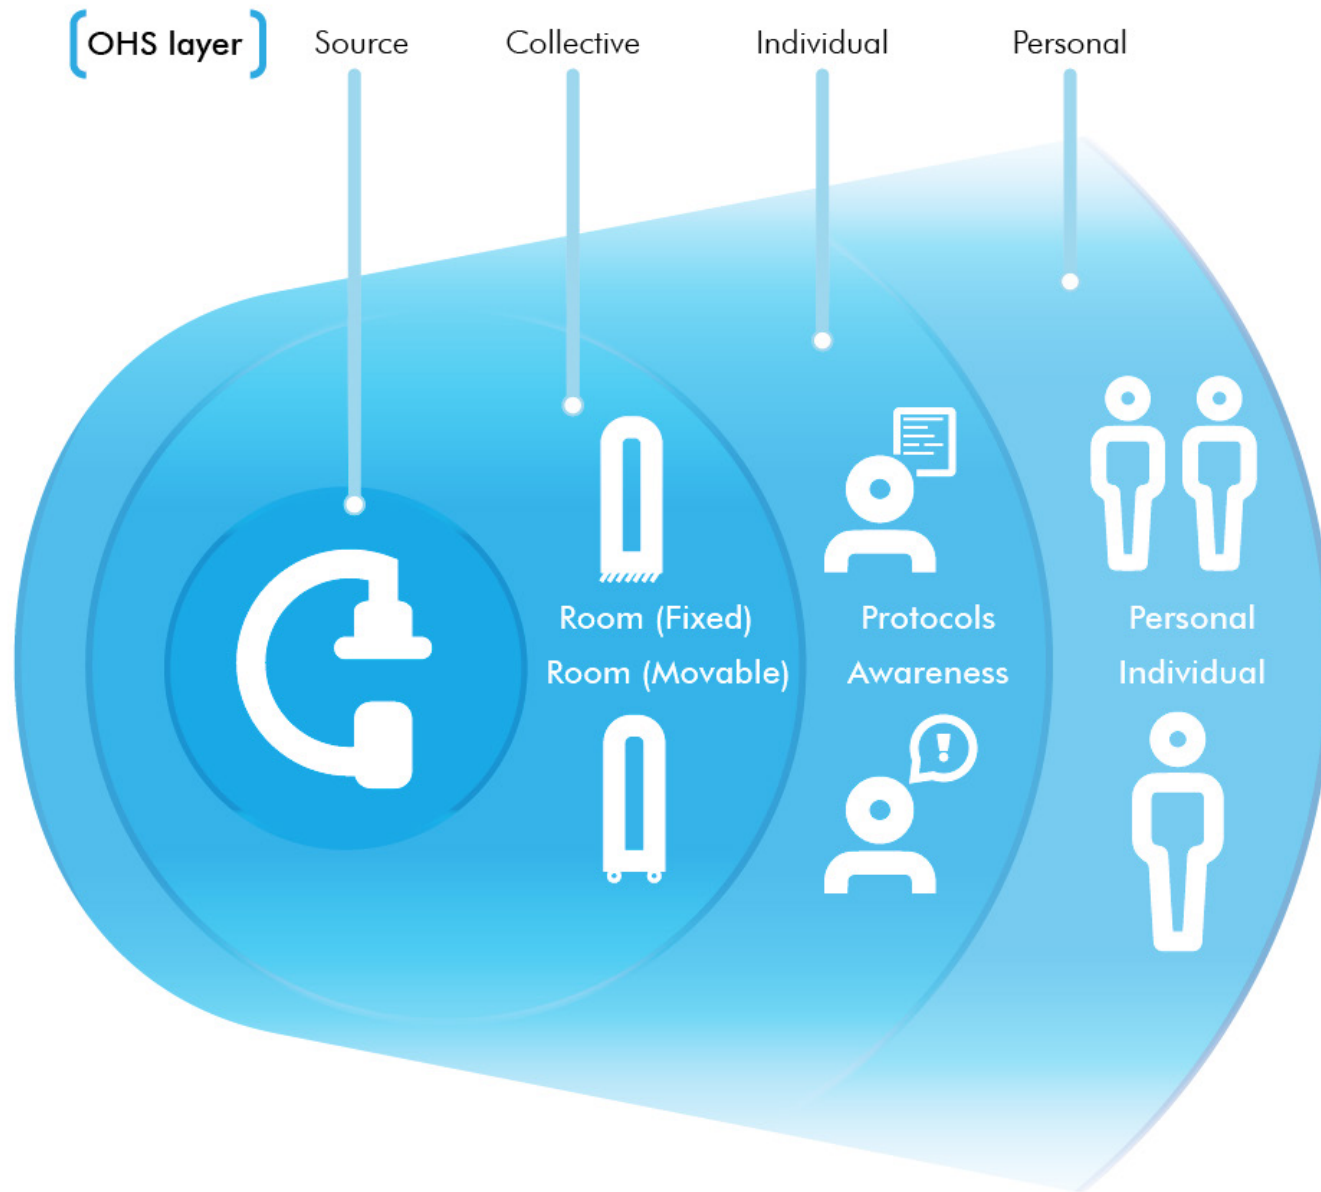 OHS layer
Source
Collective
Individual
Personal
Room (Fixed)
Room (Movable)
Protocols
Awareness
Personal
Individual
!